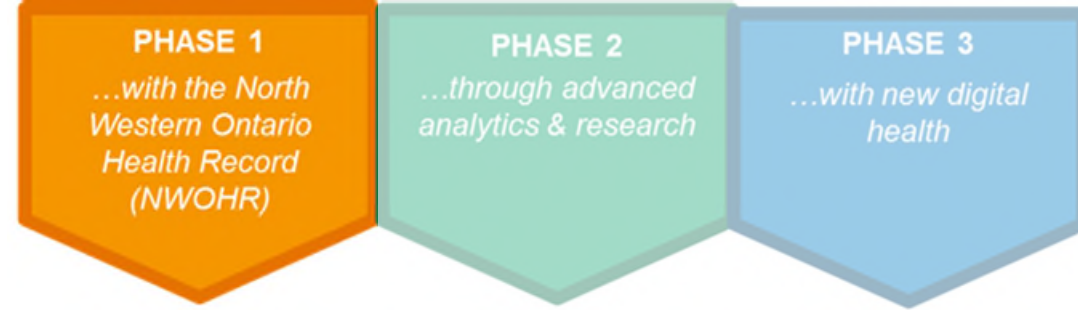 PHASE 1
...with the North
Western Ontario
Health Record
(NWOHR)
PHASE 2
...through advanced
analytics & research
PHASE 3
...with new digital
health